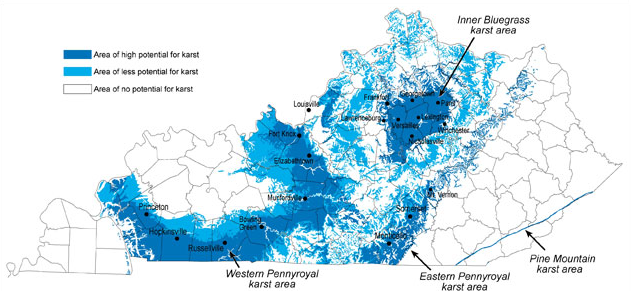 Inner Bluegrass
karst area
Area of high potential for karst
Area of less potential for karst
Area of no potential for karst
Louisville
Frankfort
Georgetown
Paris
Lawrenceburg
Versailles
Lexington
Winchester
Nicholasville
Fort Knox
Elizabethtown
Munfordville
Mt. Vernon
Somerset
Monticello
Princeton
Hopkinsville
Russellville
Bowling
Green
Western Pennyroyal
karst area
Eastern Pennyroyal
karst area
Pine Mountain
karst area